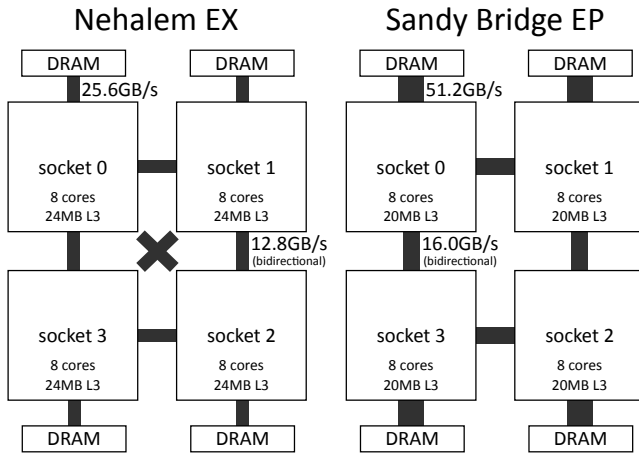 Nehalem EX
DRAM
DRAM
25.6GB/s
socket 0
8 cores
24MB L3
socket 1
8 cores
24MB L3
12.8GB/s
(bidirectional)
socket 3
8 cores
24MB L3
socket 2
8 cores
24MB L3
DRAM
DRAM
Sandy Bridge EP
DRAM
DRAM
51.2GB/s
socket 0
8 cores
20MB L3
socket 1
8 cores
20MB L3
16.0GB/s
(bidirectional)
socket 3
8 cores
20MB L3
socket 2
8 cores
20MB L3
DRAM
DRAM